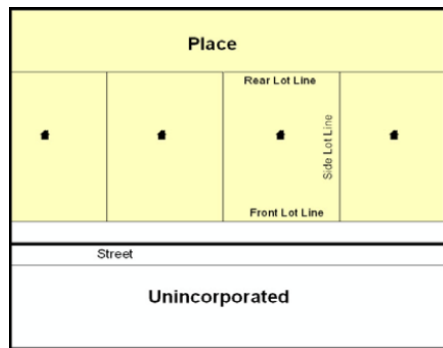 Place
Rear Lot Line
Side Lot Line
Front Lot Line
Street
Unincorporated